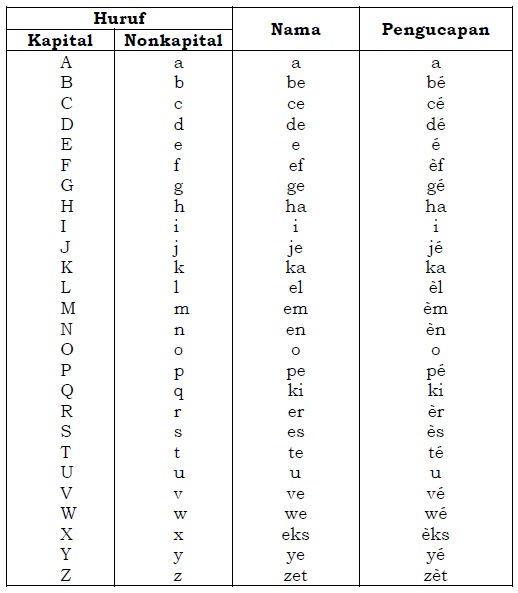 Huruf Nama Pengucapan
Kapital Nonkapital
A a a a
B b be bé
C c ce cé
D d de dé
E e e é
F f ef èf
G g ge gé
H h ha ha
I i i i
J j je jé
K k ka ka
L l el èl
M m em èm
N n en èn
O o o o
P p pe pé
Q q ki ki
R r er èr
S s es ès
T t te té
U u u u
V v ve vé
W w we wé
X x eks èks
Y y ye yé
Z z zet zèt